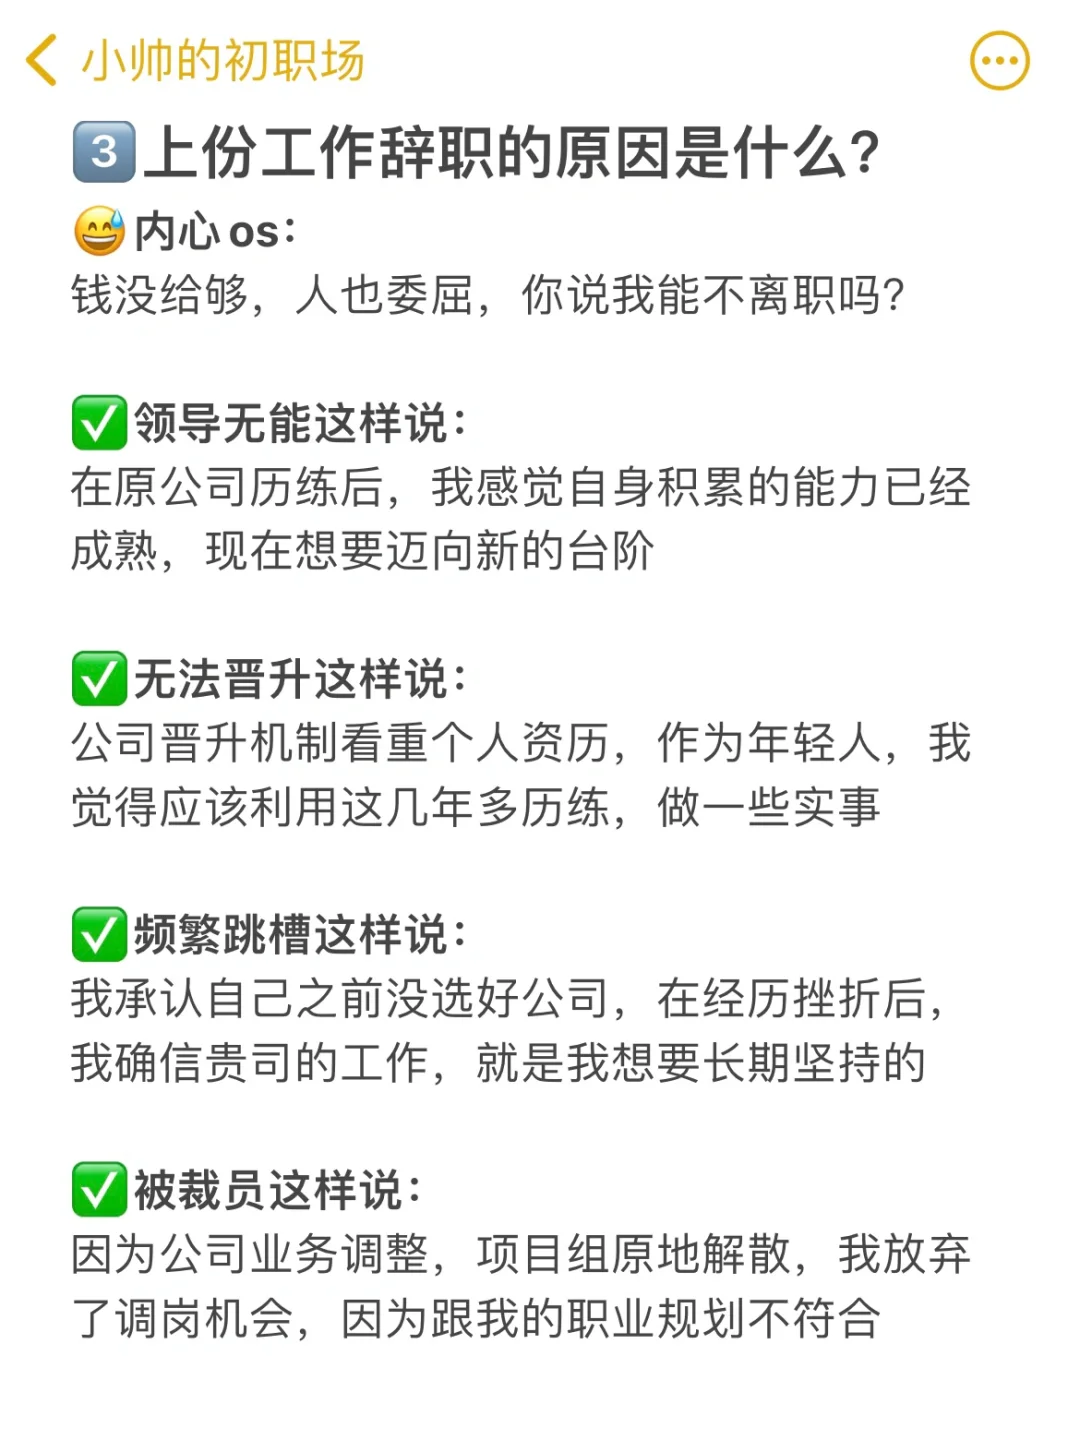 小帅的初职场
3上份工作辞职的原因是什么?
😅内心os:
钱没给够，人也委屈，你说我能不离职吗?
✅领导无能这样说:
在原公司历练后，我感觉自身积累的能力已经
成熟，现在想要迈向新的台阶
✅无法晋升这样说:
公司晋升机制看重个人资历，作为年轻人，我
觉得应该利用这几年多历练，做一些实事
✅频繁跳槽这样说:
我承认自己之前没选好公司，在经历挫折后，
我确信贵司的工作，就是我想要长期坚持的
✅被裁员这样说:
因为公司业务调整，项目组原地解散，我放弃
了调岗机会，因为跟我的职业规划不符合